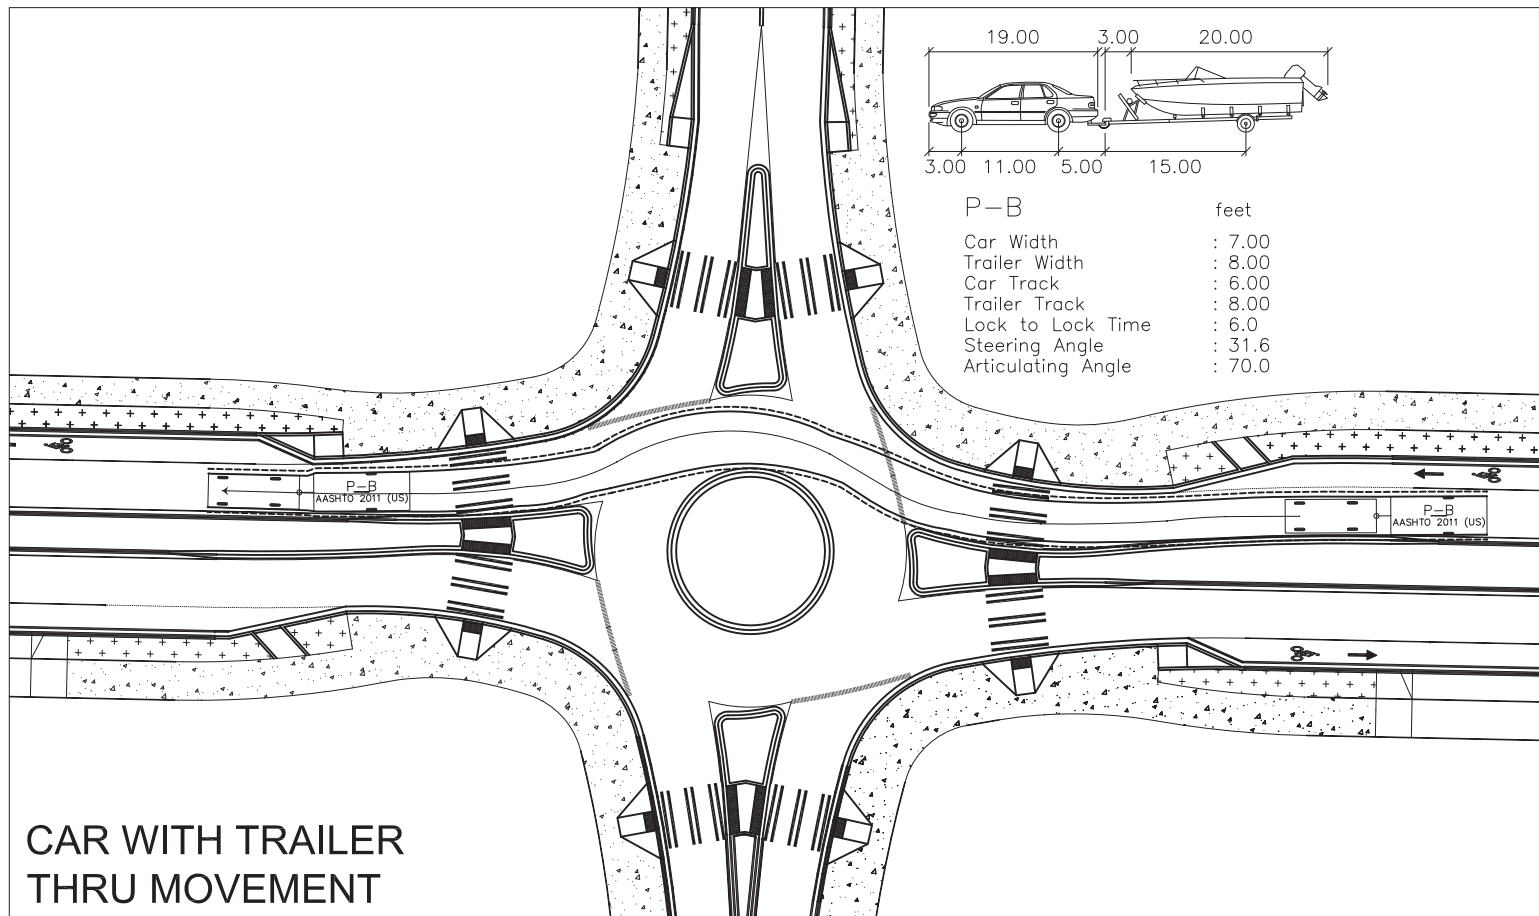 19.00 3.00 20.00
3.00 11.00 5.00 15.00
P-B feet
Car Width : 7.00
Trailer Width : 8.00
Car Track : 6.00
Trailer Track : 8.00
Lock to Lock Time : 6.0
Steering Angle : 31.6
Articulating Angle : 70.0
P-B
AASHTO 2011 (US)
P-B
AASHTO 2011 (US)
CAR WITH TRAILER
THRU MOVEMENT